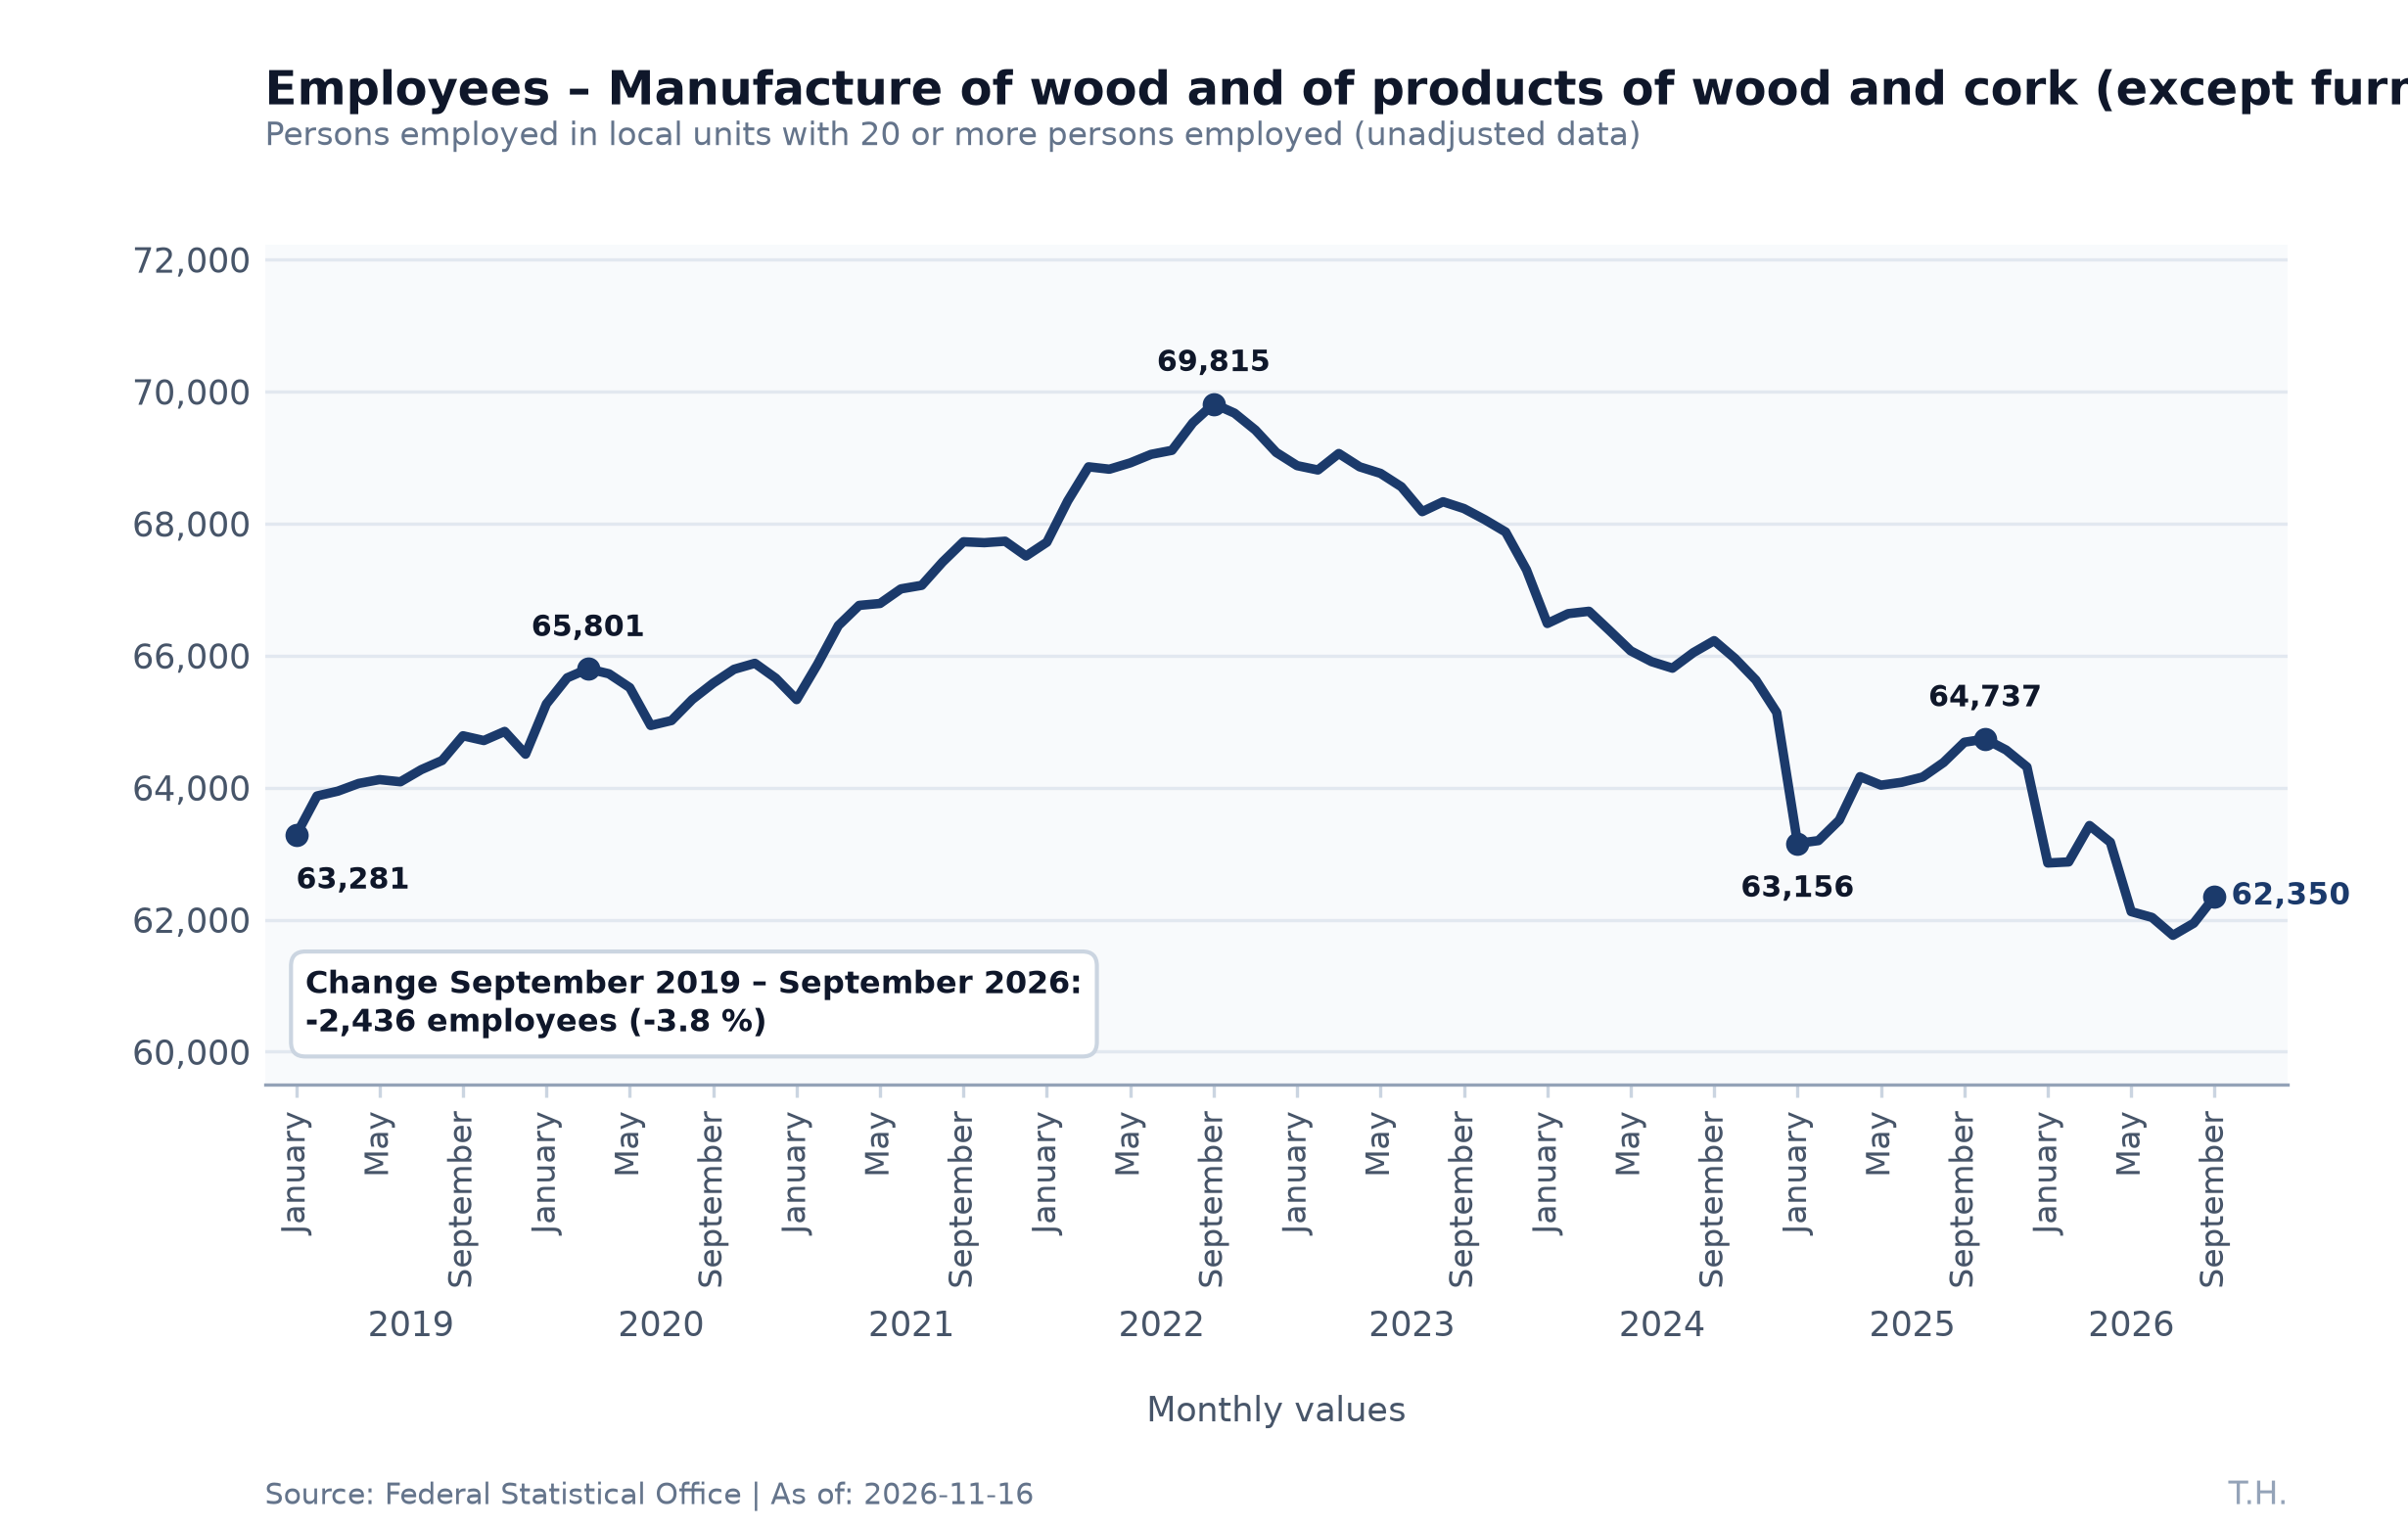 Employees – Manufacture of wood and of products of wood and cork (except furn
Persons employed in local units with 20 or more persons employed (unadjusted data)
72,000
70,000
68,000
66,000
64,000
62,000
60,000
69,815
65,801
64,737
63,281
63,156
62,350
Change September 2019 – September 2026:
-2,436 employees (-3.8 %)
January
May
September
January
May
September
January
May
September
January
May
September
January
May
September
January
May
September
January
May
September
January
May
September
2019
2020
2021
2022
2023
2024
2025
2026
Monthly values
Source: Federal Statistical Office | As of: 2026-11-16
T.H.